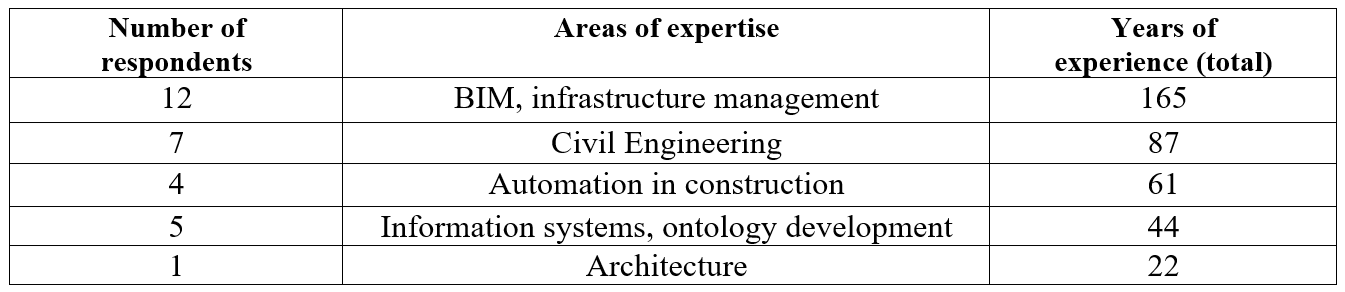 Number of respondents Areas of expertise Years of experience (total)
12 BIM, infrastructure management 165
7 Civil Engineering 87
4 Automation in construction 61
5 Information systems, ontology development 44
1 Architecture 22